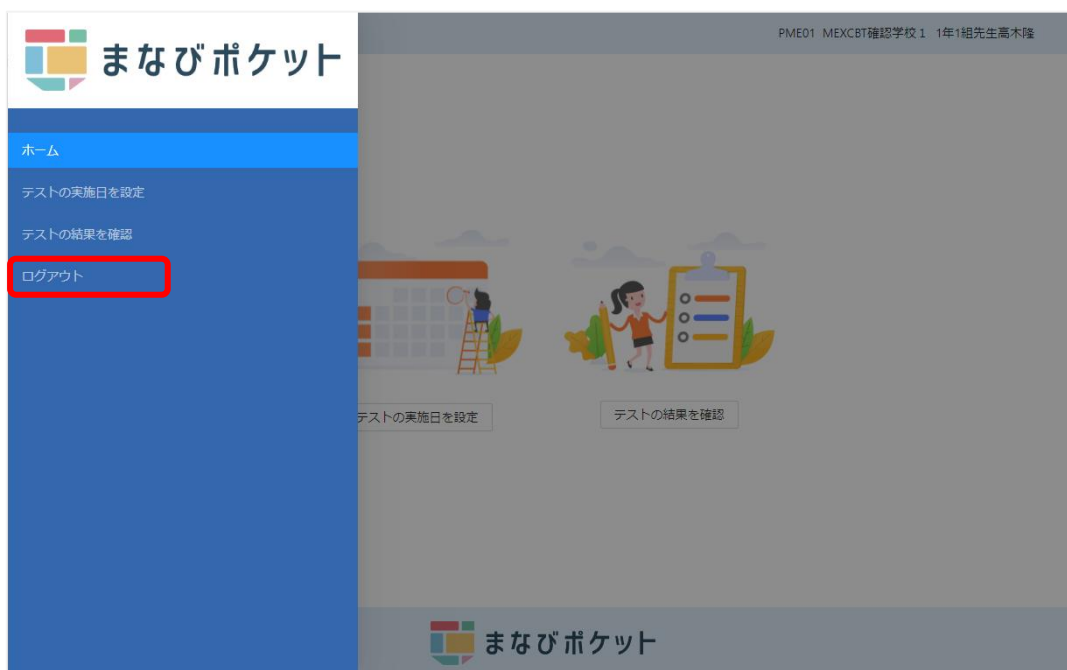 まなびポケット
PME01 MEXCBT確認学校1 1年1組先生高木隆
ホーム
テストの実施日を設定
テストの結果を確認
ログアウト
テストの実施日を設定
テストの結果を確認
まなびポケット